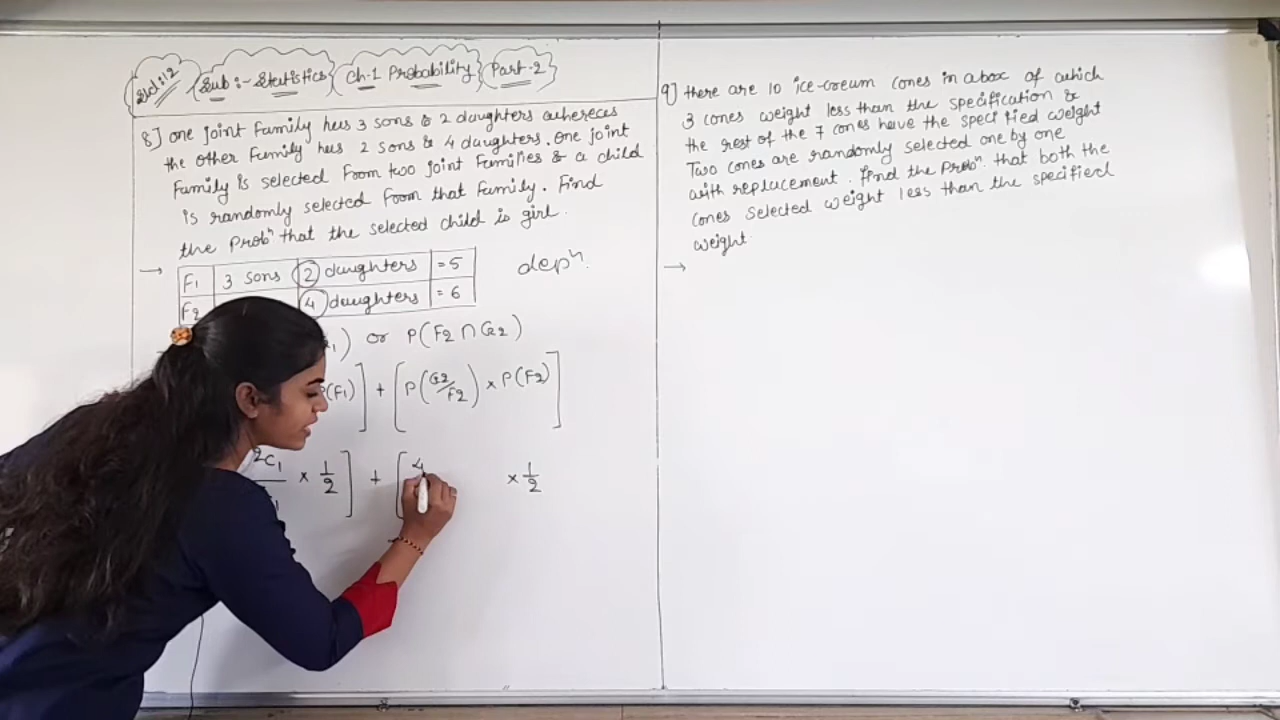 Std:12 Sub:- Statistics Ch-1 Probability Part-2
8] one joint family has 3 sons & 2 daughters whereas
the other family has 2 sons & 4 daughters. one joint
family is selected from two joint families & a child
is randomly selected from that family. Find
the Probⁿ that the selected child is girl.
→ F1 3 sons 2 daughters = 5 depⁿ.
F2 4 daughters = 6
) or P(F2 ∩ G2)
P(F1)] + [P(G2/F2) × P(F2)]
2C1 × 1/2] + [4 × 1/2
9] there are 10 ice-cream cones in a box of which
3 cones weight less than the specification &
the rest of the 7 cones have the specified weight
Two cones are randomly selected one by one
with replacement. Find the Probⁿ. that both the
cones selected weight less than the specified
weight.
→